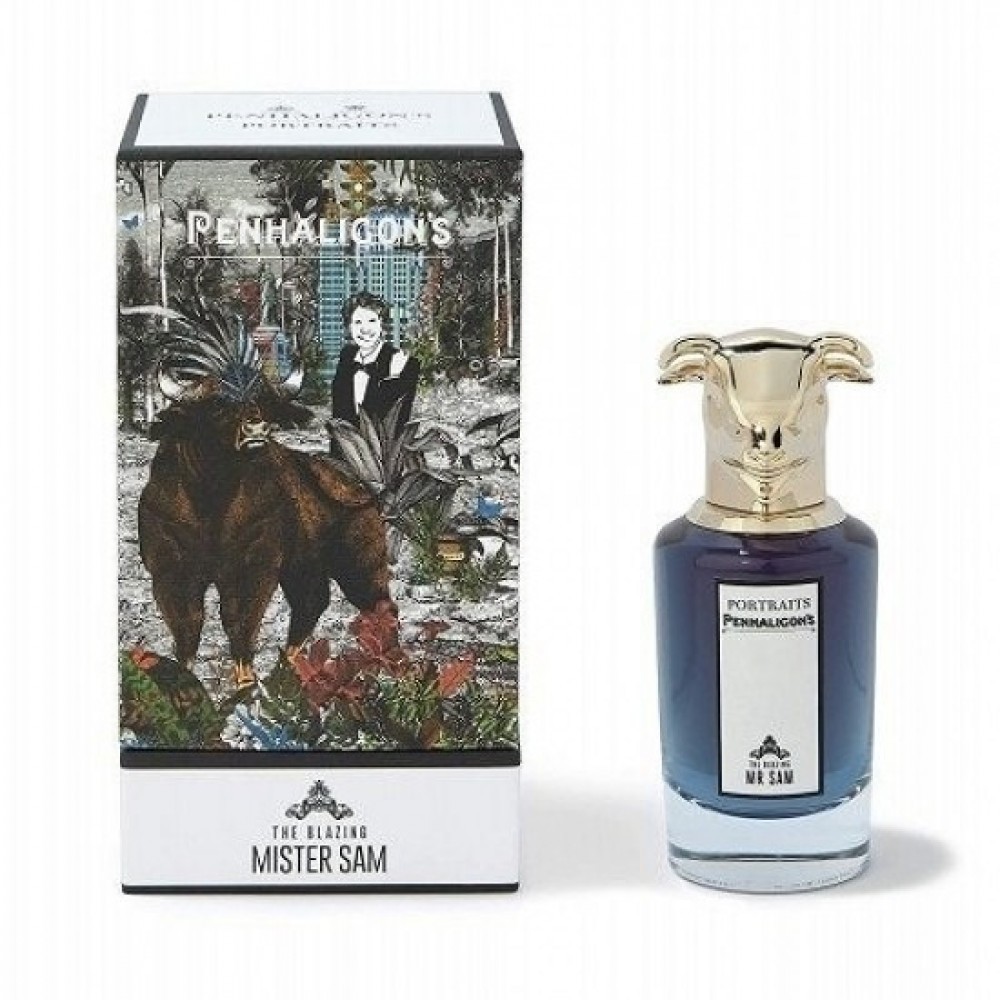 PENHALIGON'S
PORTRAITS
PENHALIGON'S
THE BLAZING
MISTER SAM
PORTRAITS
PENHALIGON'S
THE BLAZING
MR SAM